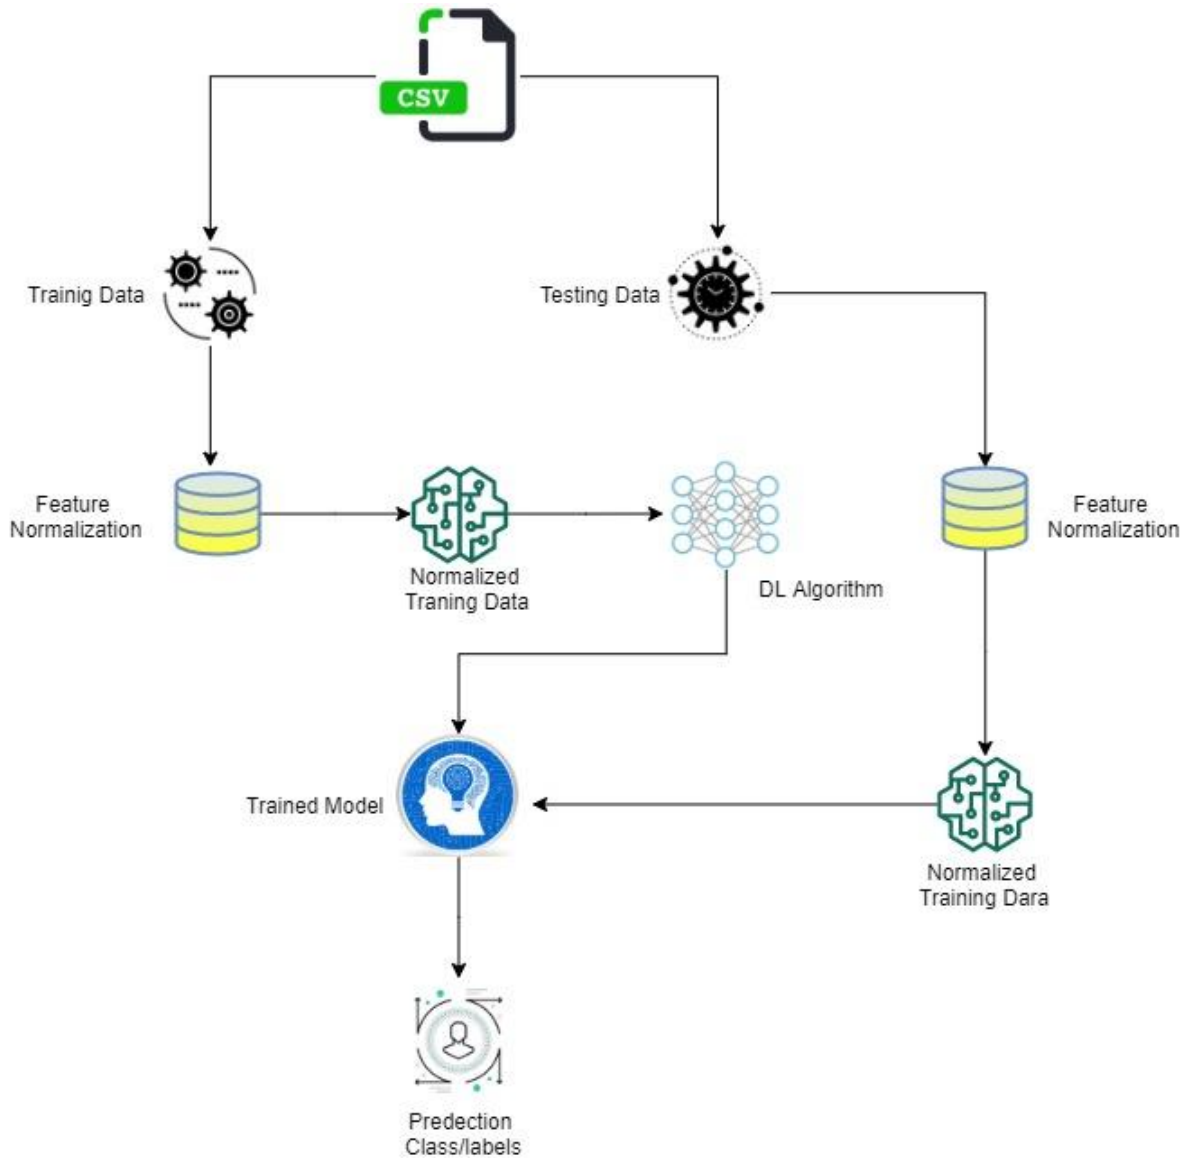 CSV
Trainig Data
Testing Data
Feature
Normalization
Normalized
Traning Data
DL Algorithm
Feature
Normalization
Trained Model
Normalized
Training Dara
Predection
Class/labels